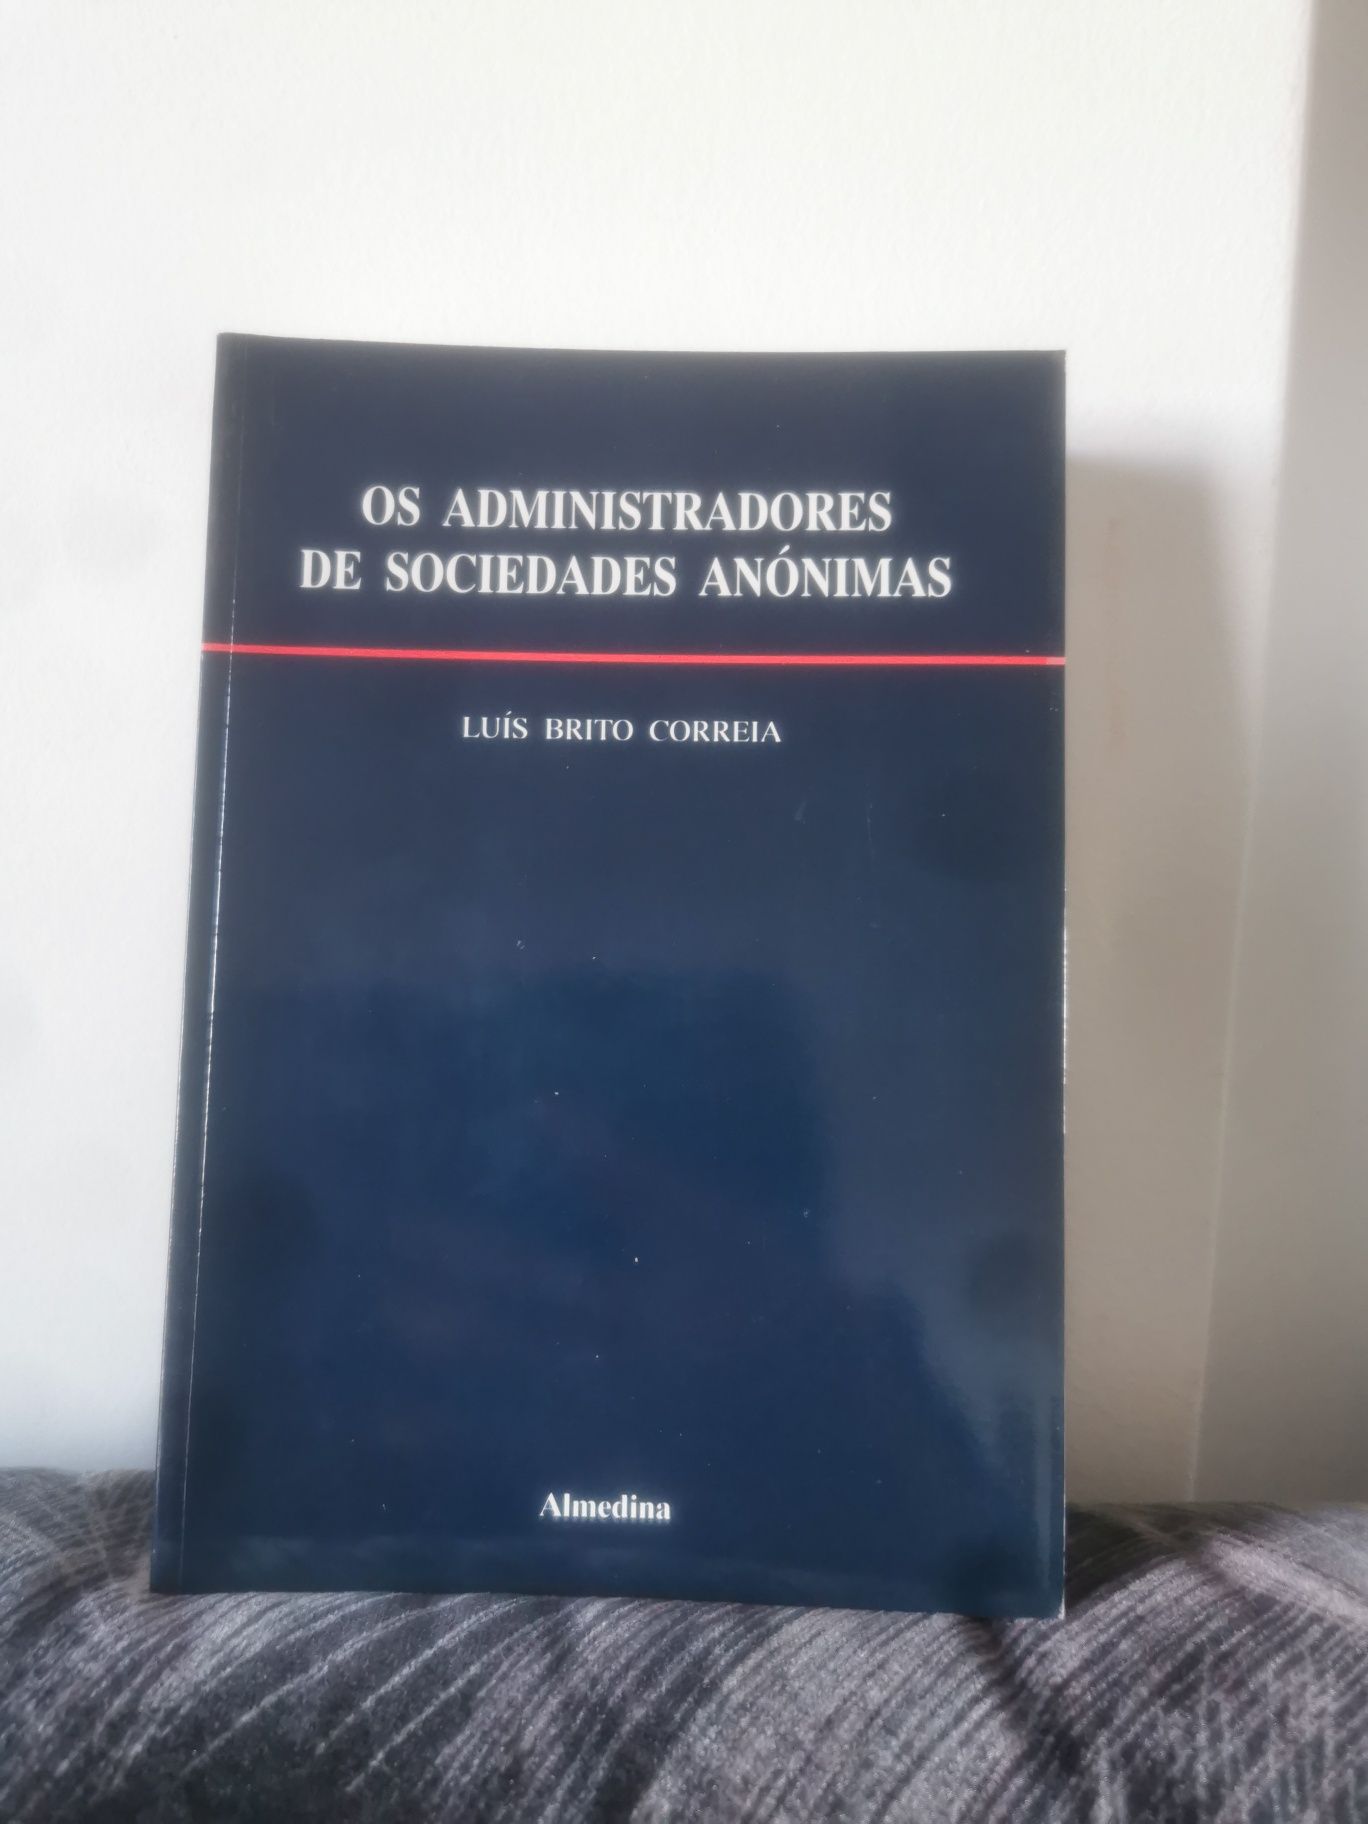 OS ADMINISTRADORES
DE SOCIEDADES ANÓNIMAS
LUÍS BRITO CORREIA
Almedina